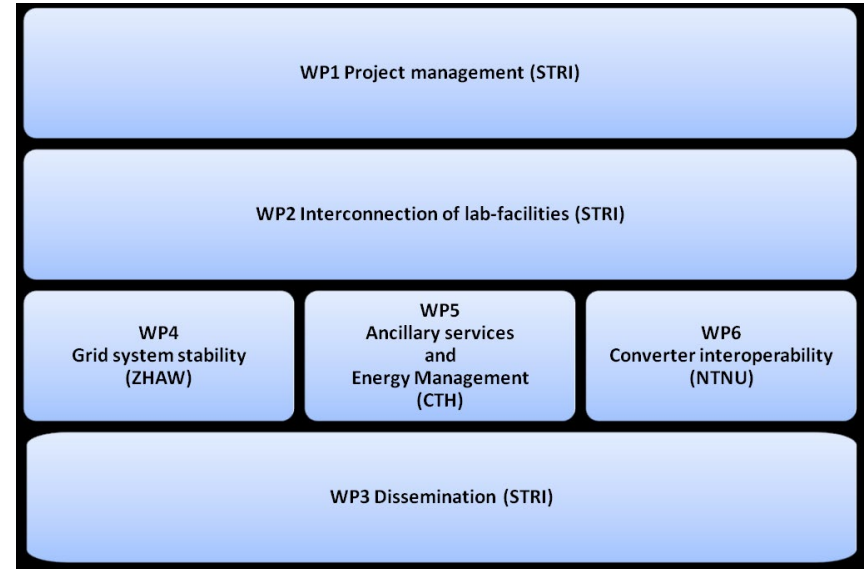 WP1 Project management (STRI)
WP2 Interconnection of lab-facilities (STRI)
WP4
Grid system stability
(ZHAW)
WP5
Ancillary services
and
Energy Management
(CTH)
WP6
Converter interoperability
(NTNU)
WP3 Dissemination (STRI)